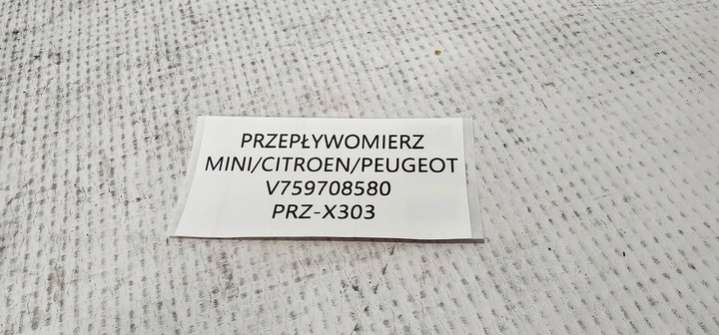 PRZEPŁYWOMIERZ
MINI/CITROEN/PEUGEOT
V759708580
PRZ-X303